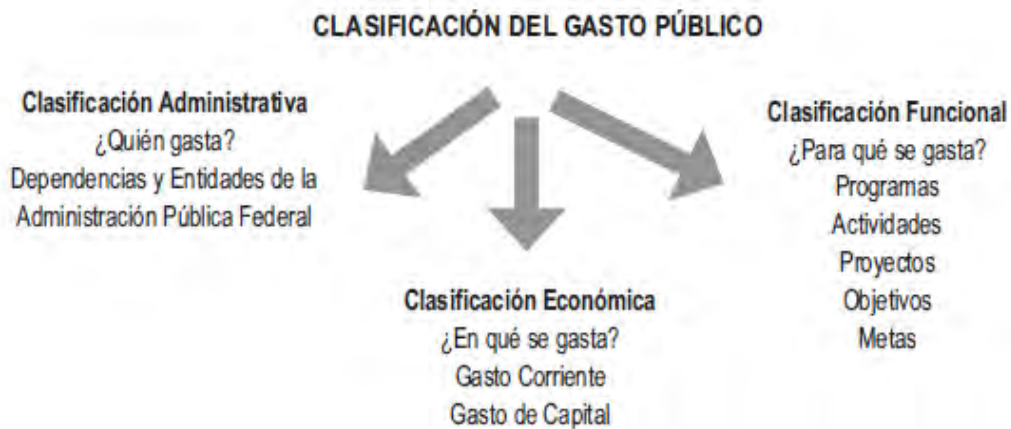 CLASIFICACIÓN DEL GASTO PÚBLICO
Clasificación Administrativa
¿Quién gasta?
Dependencias y Entidades de la
Administración Pública Federal
Clasificación Económica
¿En qué se gasta?
Gasto Corriente
Gasto de Capital
Clasificación Funcional
¿Para qué se gasta?
Programas
Actividades
Proyectos
Objetivos
Metas